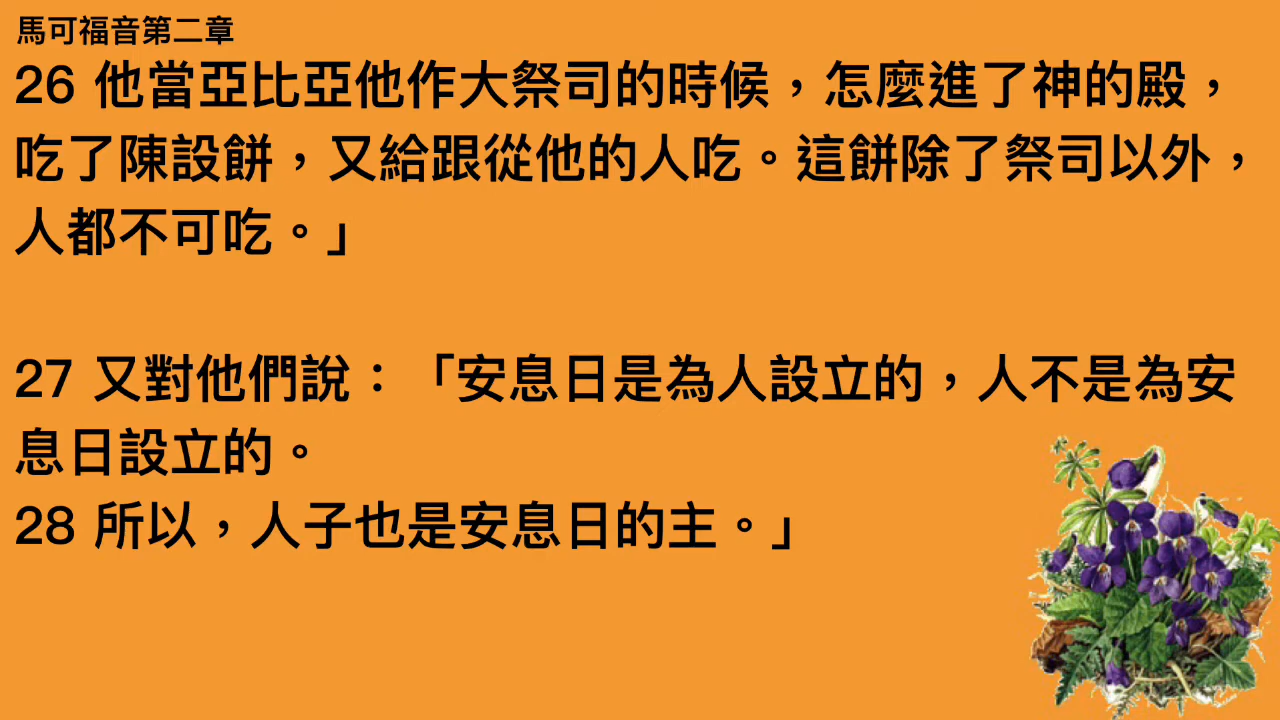 馬可福音第二章
26 他當亞比亞他作大祭司的時候，怎麼進了神的殿，
吃了陳設餅，又給跟從他的人吃。這餅除了祭司以外，
人都不可吃。」
27 又對他們說：「安息日是為人設立的，人不是為安
息日設立的。
28 所以，人子也是安息日的主。」